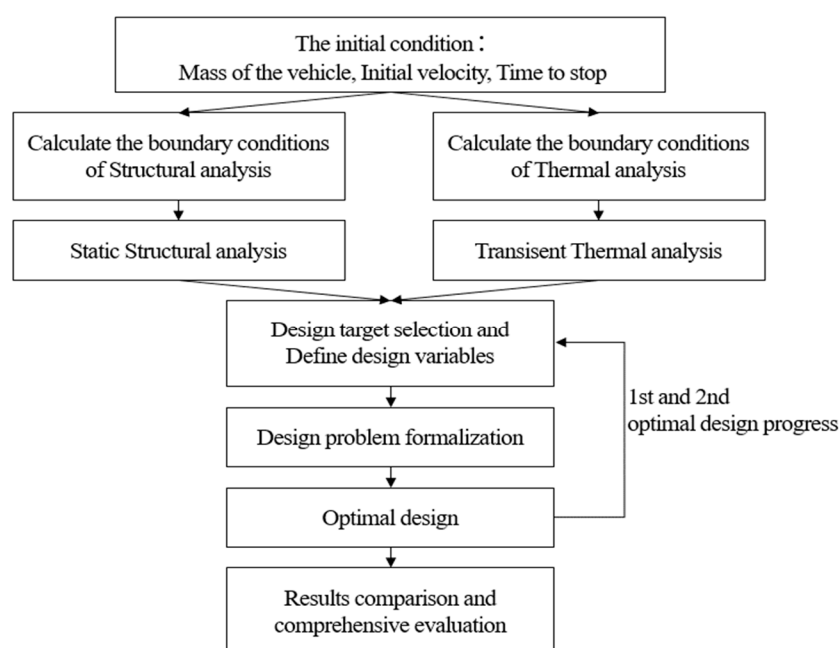 The initial condition：
Mass of the vehicle, Initial velocity, Time to stop
Calculate the boundary conditions
of Structural analysis
Calculate the boundary conditions
of Thermal analysis
Static Structural analysis
Transisent Thermal analysis
Design target selection and
Define design variables
1st and 2nd
optimal design progress
Design problem formalization
Optimal design
Results comparison and
comprehensive evaluation